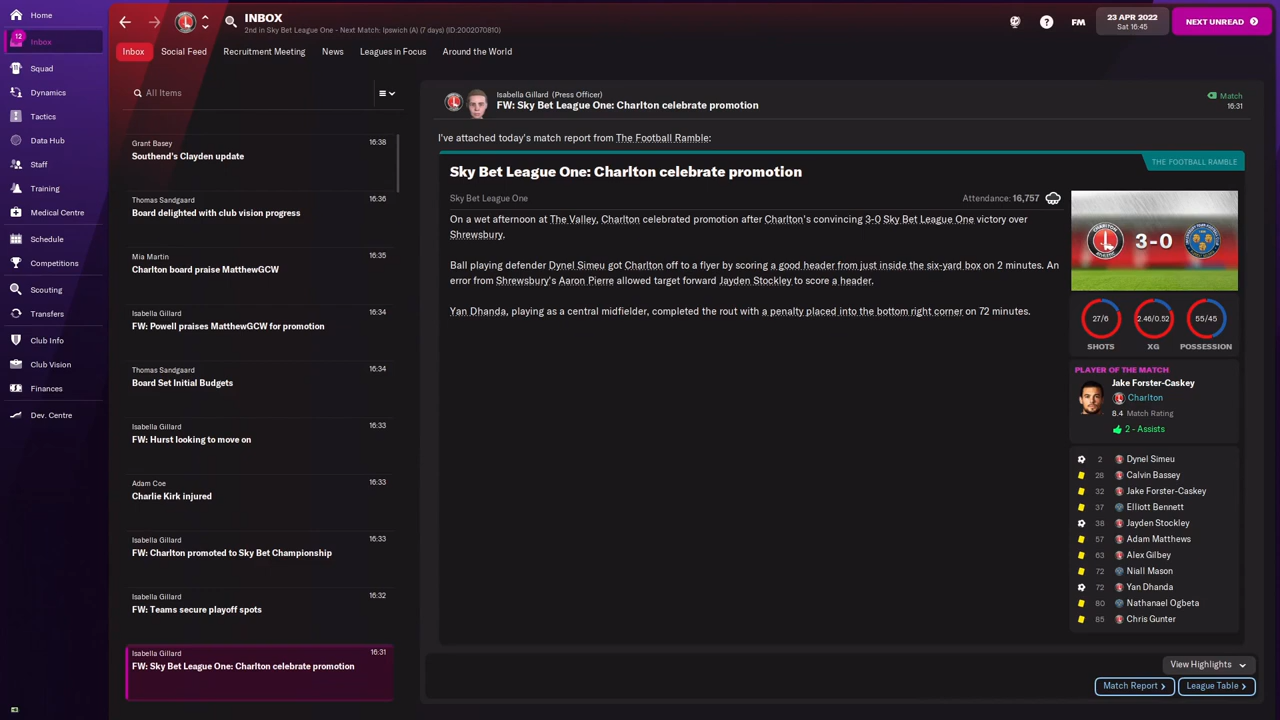 Home
12
Inbox
Squad
Dynamics
Tactics
Data Hub
Staff
Training
Medical Centre
Schedule
Competitions
Scouting
Transfers
Club Info
Club Vision
Finances
Dev. Centre
INBOX
2nd in Sky Bet League One - Next Match: Ipswich (A) (7 days) (ID:2002070810)
?
FM
23 APR 2022
Sat 16:45
NEXT UNREAD
Inbox
Social Feed
Recruitment Meeting
News
Leagues in Focus
Around the World
All Items
Grant Basey 16:38
Southend's Clayden update
Thomas Sandgaard 16:36
Board delighted with club vision progress
Mia Martin 16:35
Charlton board praise MatthewGCW
Isabella Gillard 16:34
FW: Powell praises MatthewGCW for promotion
Thomas Sandgaard 16:34
Board Set Initial Budgets
Isabella Gillard 16:33
FW: Hurst looking to move on
Adam Coe 16:33
Charlie Kirk injured
Isabella Gillard 16:33
FW: Charlton promoted to Sky Bet Championship
Isabella Gillard 16:32
FW: Teams secure playoff spots
Isabella Gillard 16:31
FW: Sky Bet League One: Charlton celebrate promotion
Isabella Gillard (Press Officer)
FW: Sky Bet League One: Charlton celebrate promotion
Match
16:31
I've attached today's match report from The Football Ramble:
THE FOOTBALL RAMBLE
Sky Bet League One: Charlton celebrate promotion
Sky Bet League One
Attendance: 16,757
On a wet afternoon at The Valley, Charlton celebrated promotion after Charlton's convincing 3-0 Sky Bet League One victory over
Shrewsbury.
Ball playing defender Dynel Simeu got Charlton off to a flyer by scoring a good header from just inside the six-yard box on 2 minutes. An
error from Shrewsbury's Aaron Pierre allowed target forward Jayden Stockley to score a header.
Yan Dhanda, playing as a central midfielder, completed the rout with a penalty placed into the bottom right corner on 72 minutes.
3-0
27/6
2.46/0.52
55/45
SHOTS
XG
POSSESSION
PLAYER OF THE MATCH
Jake Forster-Caskey
Charlton
8.4 Match Rating
2 - Assists
2 Dynel Simeu
28 Calvin Bassey
32 Jake Forster-Caskey
37 Elliott Bennett
38 Jayden Stockley
57 Adam Matthews
63 Alex Gilbey
72 Niall Mason
72 Yan Dhanda
80 Nathanael Ogbeta
85 Chris Gunter
View Highlights
Match Report
League Table